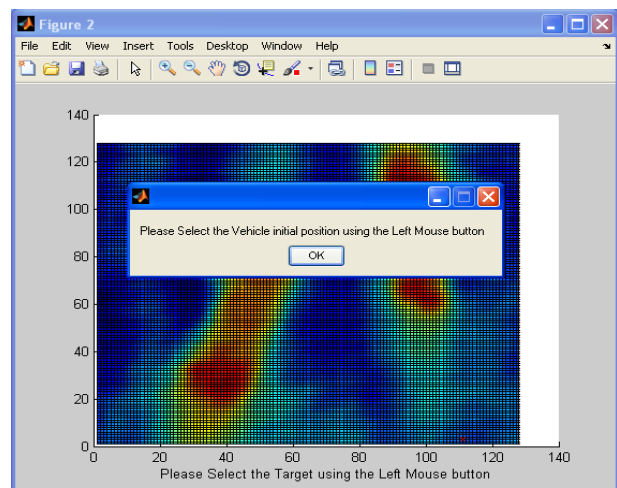 Figure 2
File Edit View Insert Tools Desktop Window Help
140
120
100
80
60
40
20
0
Please Select the Vehicle initial position using the Left Mouse button
OK
0 20 40 60 80 100 120 140
Please Select the Target using the Left Mouse button